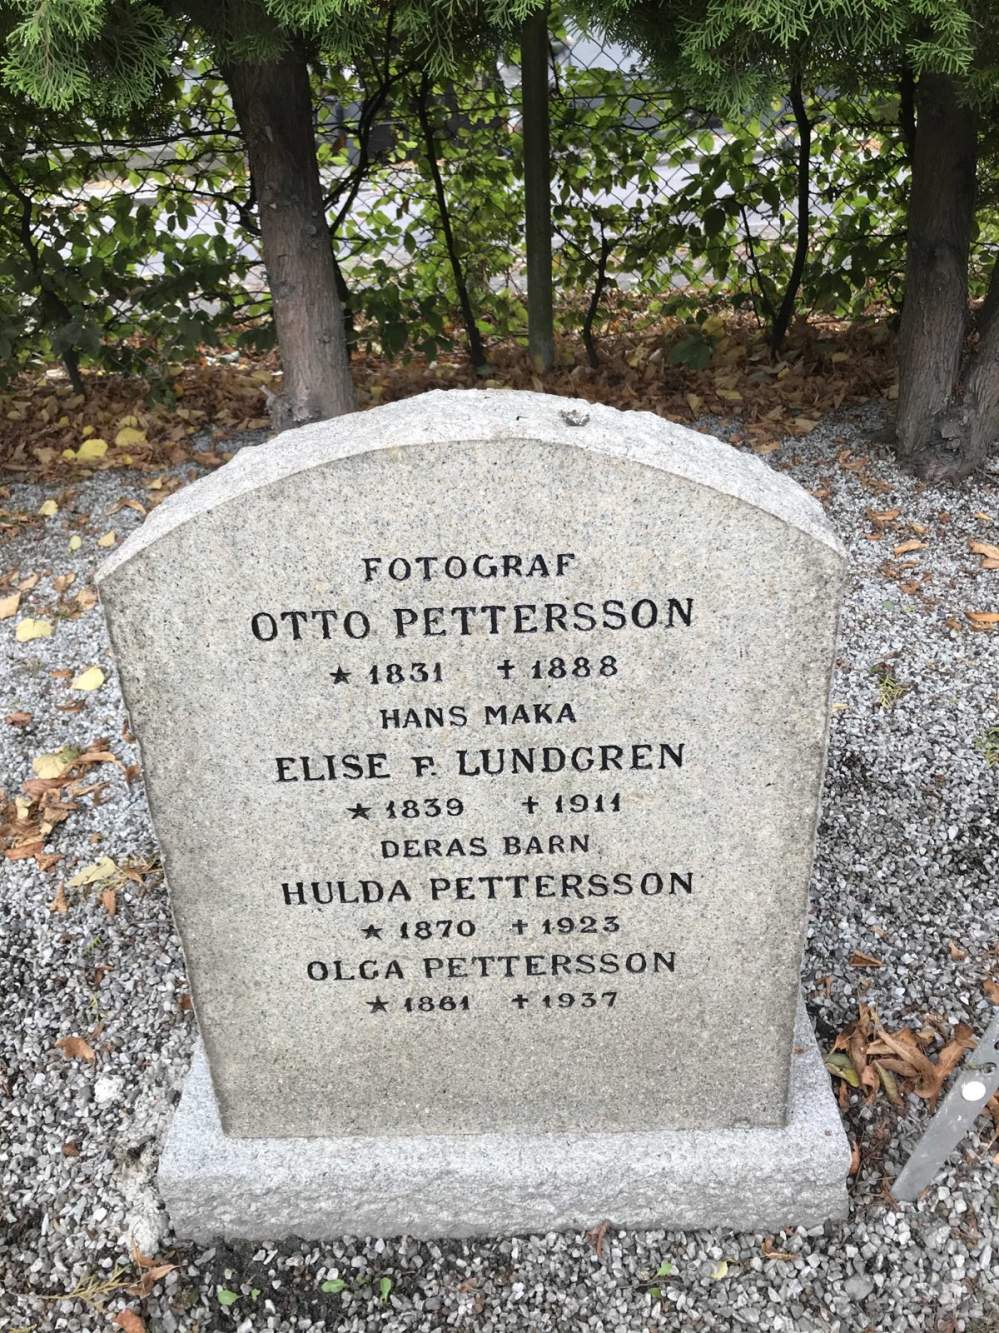 FOTOGRAF
OTTO PETTERSSON
★ 1831 ✝ 1888
HANS MAKA
ELISE F. LUNDGREN
★ 1839 ✝ 1911
DERAS BARN
HULDA PETTERSSON
★ 1870 ✝ 1923
OLGA PETTERSSON
★ 1861 ✝ 1937